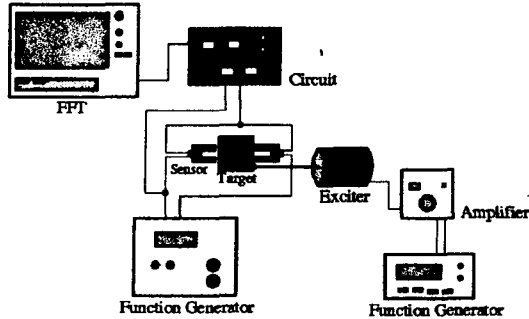 FFT
Circuit
Sensor
Target
Exciter
Amplifier
Function Generator
Function Generator